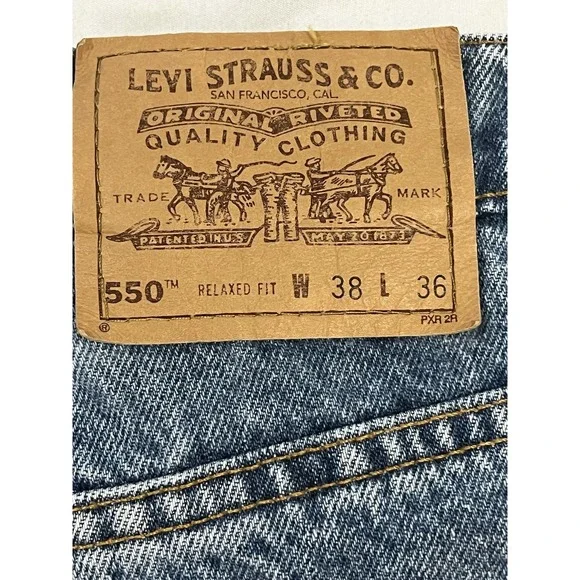 LEVI STRAUSS & CO.
SAN FRANCISCO, CAL.
ORIGINAL RIVETED
QUALITY CLOTHING
TRADE MARK
PATENTED IN U.S. MAY 20 1873
550™ RELAXED FIT W 38 L 36
® PXR 2R